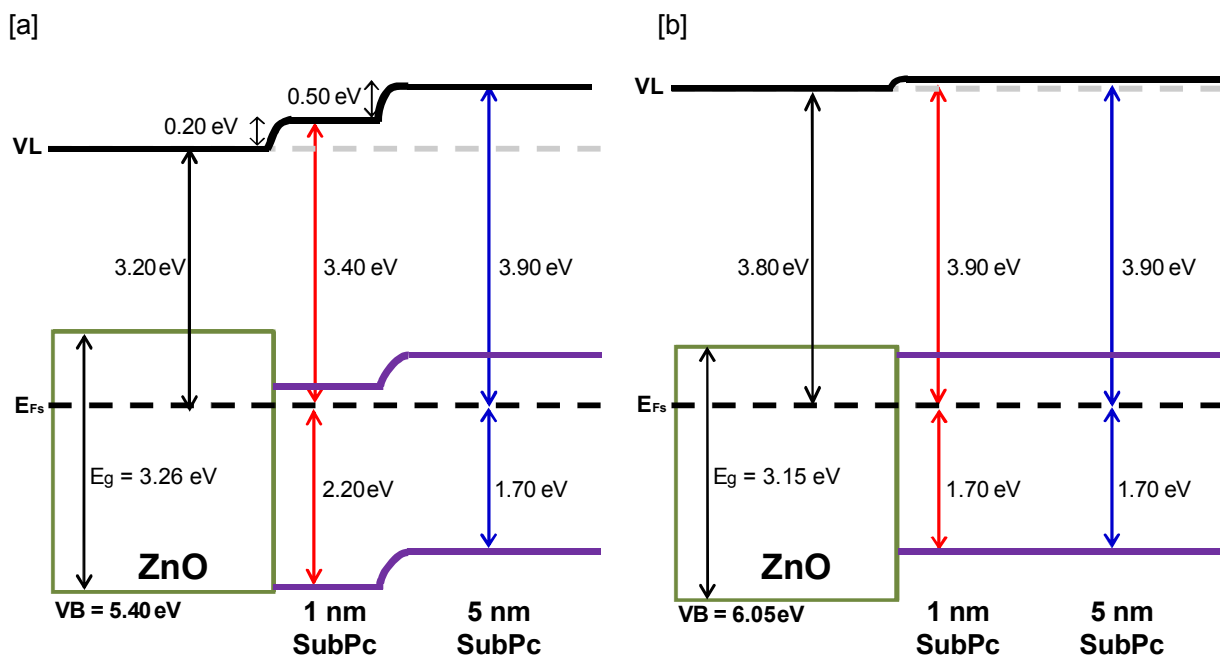 [a]
0.50 eV
0.20 eV
VL
3.20 eV
3.40 eV
3.90 eV
EFs
Eg = 3.26 eV
2.20 eV
1.70 eV
ZnO
VB = 5.40 eV
1 nm
SubPc
5 nm
SubPc
[b]
VL
3.80 eV
3.90 eV
3.90 eV
EFs
Eg = 3.15 eV
1.70 eV
1.70 eV
ZnO
VB = 6.05 eV
1 nm
SubPc
5 nm
SubPc